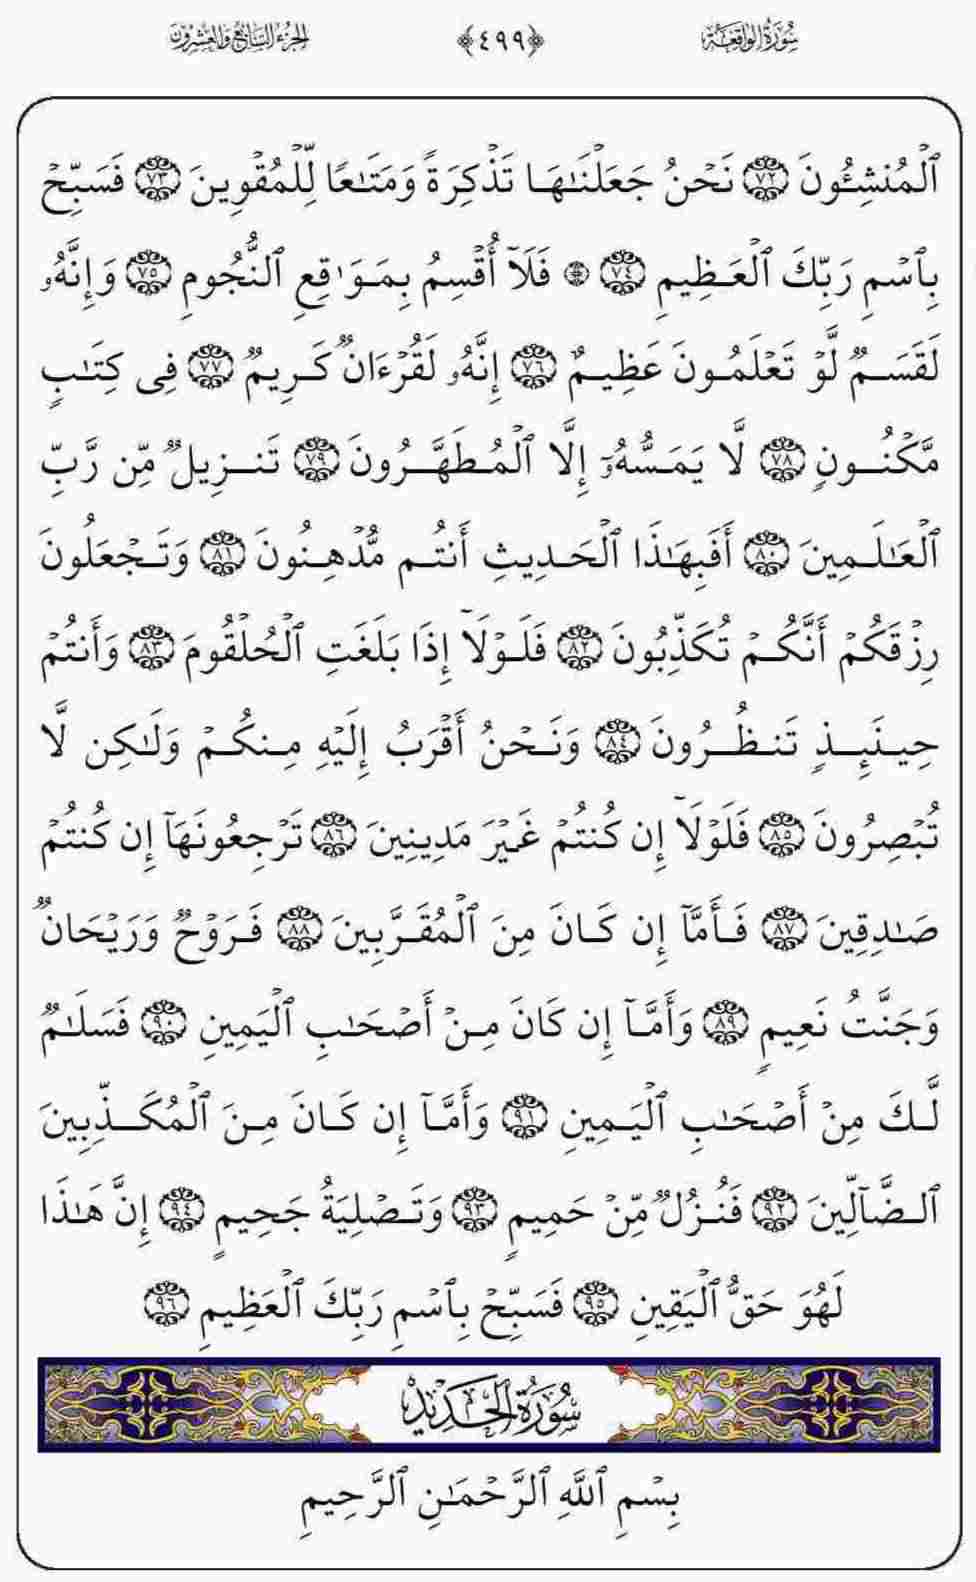 سُورَةُ الوَاقِعَة ﴿٤٩٩﴾ الجزء السابع والعشرون
ٱلْمُنشِـُٔونَ ٧٢ نَحْنُ جَعَلْنَـٰهَا تَذْكِرَةً وَمَتَـٰعًا لِّلْمُقْوِينَ ٧٣ فَسَبِّحْ
بِٱسْمِ رَبِّكَ ٱلْعَظِيمِ ٧٤ ۞ فَلَآ أُقْسِمُ بِمَوَٰقِعِ ٱلنُّجُومِ ٧٥ وَإِنَّهُۥ
لَقَسَمٌ لَّوْ تَعْلَمُونَ عَظِيمٌ ٧٦ إِنَّهُۥ لَقُرْءَانٌ كَرِيمٌ ٧٧ فِى كِتَـٰبٍ
مَّكْنُونٍ ٧٨ لَّا يَمَسُّهُۥٓ إِلَّا ٱلْمُطَهَّرُونَ ٧٩ تَنزِيلٌ مِّن رَّبِّ
ٱلْعَـٰلَمِينَ ٨٠ أَفَبِهَـٰذَا ٱلْحَدِيثِ أَنتُم مُّدْهِنُونَ ٨١ وَتَجْعَلُونَ
رِزْقَكُمْ أَنَّكُمْ تُكَذِّبُونَ ٨٢ فَلَوْلَآ إِذَا بَلَغَتِ ٱلْحُلْقُومَ ٨٣ وَأَنتُمْ
حِينَئِذٍ تَنظُرُونَ ٨٤ وَنَحْنُ أَقْرَبُ إِلَيْهِ مِنكُمْ وَلَـٰكِن لَّا
تُبْصِرُونَ ٨٥ فَلَوْلَآ إِن كُنتُمْ غَيْرَ مَدِينِينَ ٨٦ تَرْجِعُونَهَآ إِن كُنتُمْ
صَـٰدِقِينَ ٨٧ فَأَمَّآ إِن كَانَ مِنَ ٱلْمُقَرَّبِينَ ٨٨ فَرَوْحٌ وَرَيْحَانٌ
وَجَنَّتُ نَعِيمٍ ٨٩ وَأَمَّآ إِن كَانَ مِنْ أَصْحَـٰبِ ٱلْيَمِينِ ٩٠ فَسَلَـٰمٌ
لَّكَ مِنْ أَصْحَـٰبِ ٱلْيَمِينِ ٩١ وَأَمَّآ إِن كَانَ مِنَ ٱلْمُكَذِّبِينَ
ٱلضَّآلِّينَ ٩٢ فَنُزُلٌ مِّنْ حَمِيمٍ ٩٣ وَتَصْلِيَةُ جَحِيمٍ ٩٤ إِنَّ هَـٰذَا
لَهُوَ حَقُّ ٱلْيَقِينِ ٩٥ فَسَبِّحْ بِٱسْمِ رَبِّكَ ٱلْعَظِيمِ ٩٦
سُورَةُ الحَدِيدِ
بِسْمِ ٱللَّهِ ٱلرَّحْمَـٰنِ ٱلرَّحِيمِ